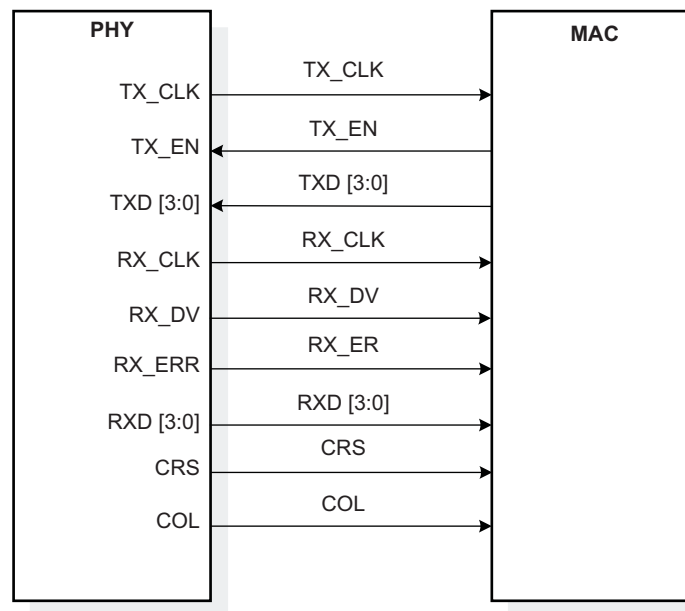 PHY
MAC
TX_CLK
TX_CLK
TX_EN
TX_EN
TXD [3:0]
TXD [3:0]
RX_CLK
RX_CLK
RX_DV
RX_DV
RX_ERR
RX_ER
RXD [3:0]
RXD [3:0]
CRS
CRS
COL
COL